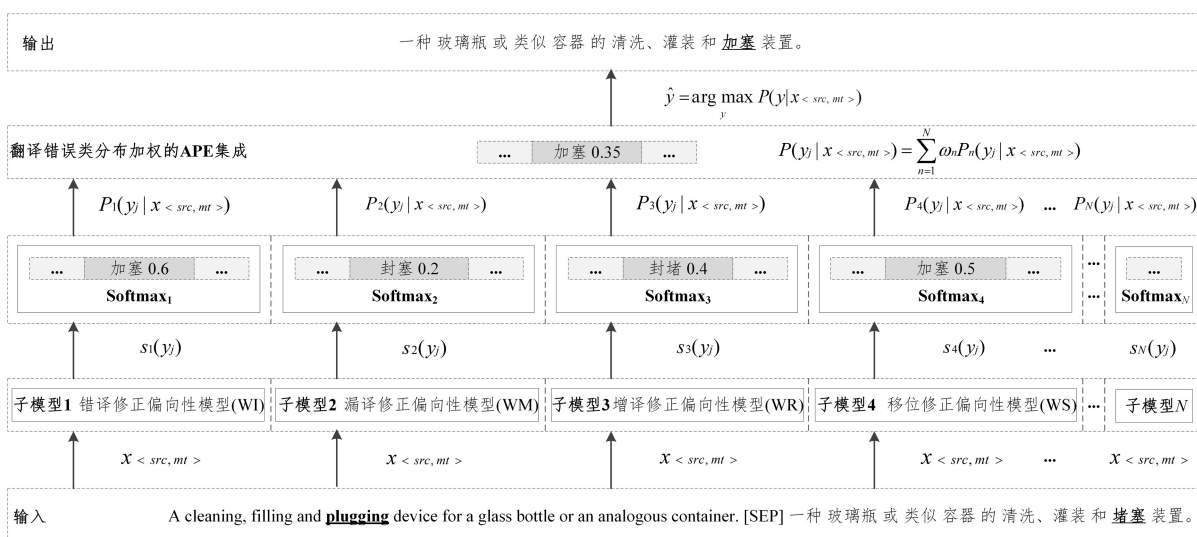 输出 一种 玻璃瓶 或 类似 容器 的 清洗、灌装 和 加塞 装置。
ŷ = arg max P(y|x < src, mt >)
y
翻译错误类分布加权的APE集成 ... 加塞 0.35 ... P(yj | x < src, mt >) = ∑ ωnPn(yj | x < src, mt >)
N
n=1
P1(yj | x < src, mt >) P2(yj | x < src, mt >) P3(yj | x < src, mt >) P4(yj | x < src, mt >) ... PN(yj | x < src, mt >)
... 加塞 0.6 ... ... 封塞 0.2 ... ... 封堵 0.4 ... ... 加塞 0.5 ... ... ...
Softmax1 Softmax2 Softmax3 Softmax4 ... SoftmaxN
s1(yj) s2(yj) s3(yj) s4(yj) ... sN(yj)
子模型1 错译修正偏向性模型(WI) 子模型2 漏译修正偏向性模型(WM) 子模型3增译修正偏向性模型(WR) 子模型4 移位修正偏向性模型(WS) ... 子模型N
x < src, mt > x < src, mt > x < src, mt > x < src, mt > ... x < src, mt >
输入 A cleaning, filling and plugging device for a glass bottle or an analogous container. [SEP] 一种 玻璃瓶 或 类似 容器 的 清洗、灌装 和 堵塞 装置。